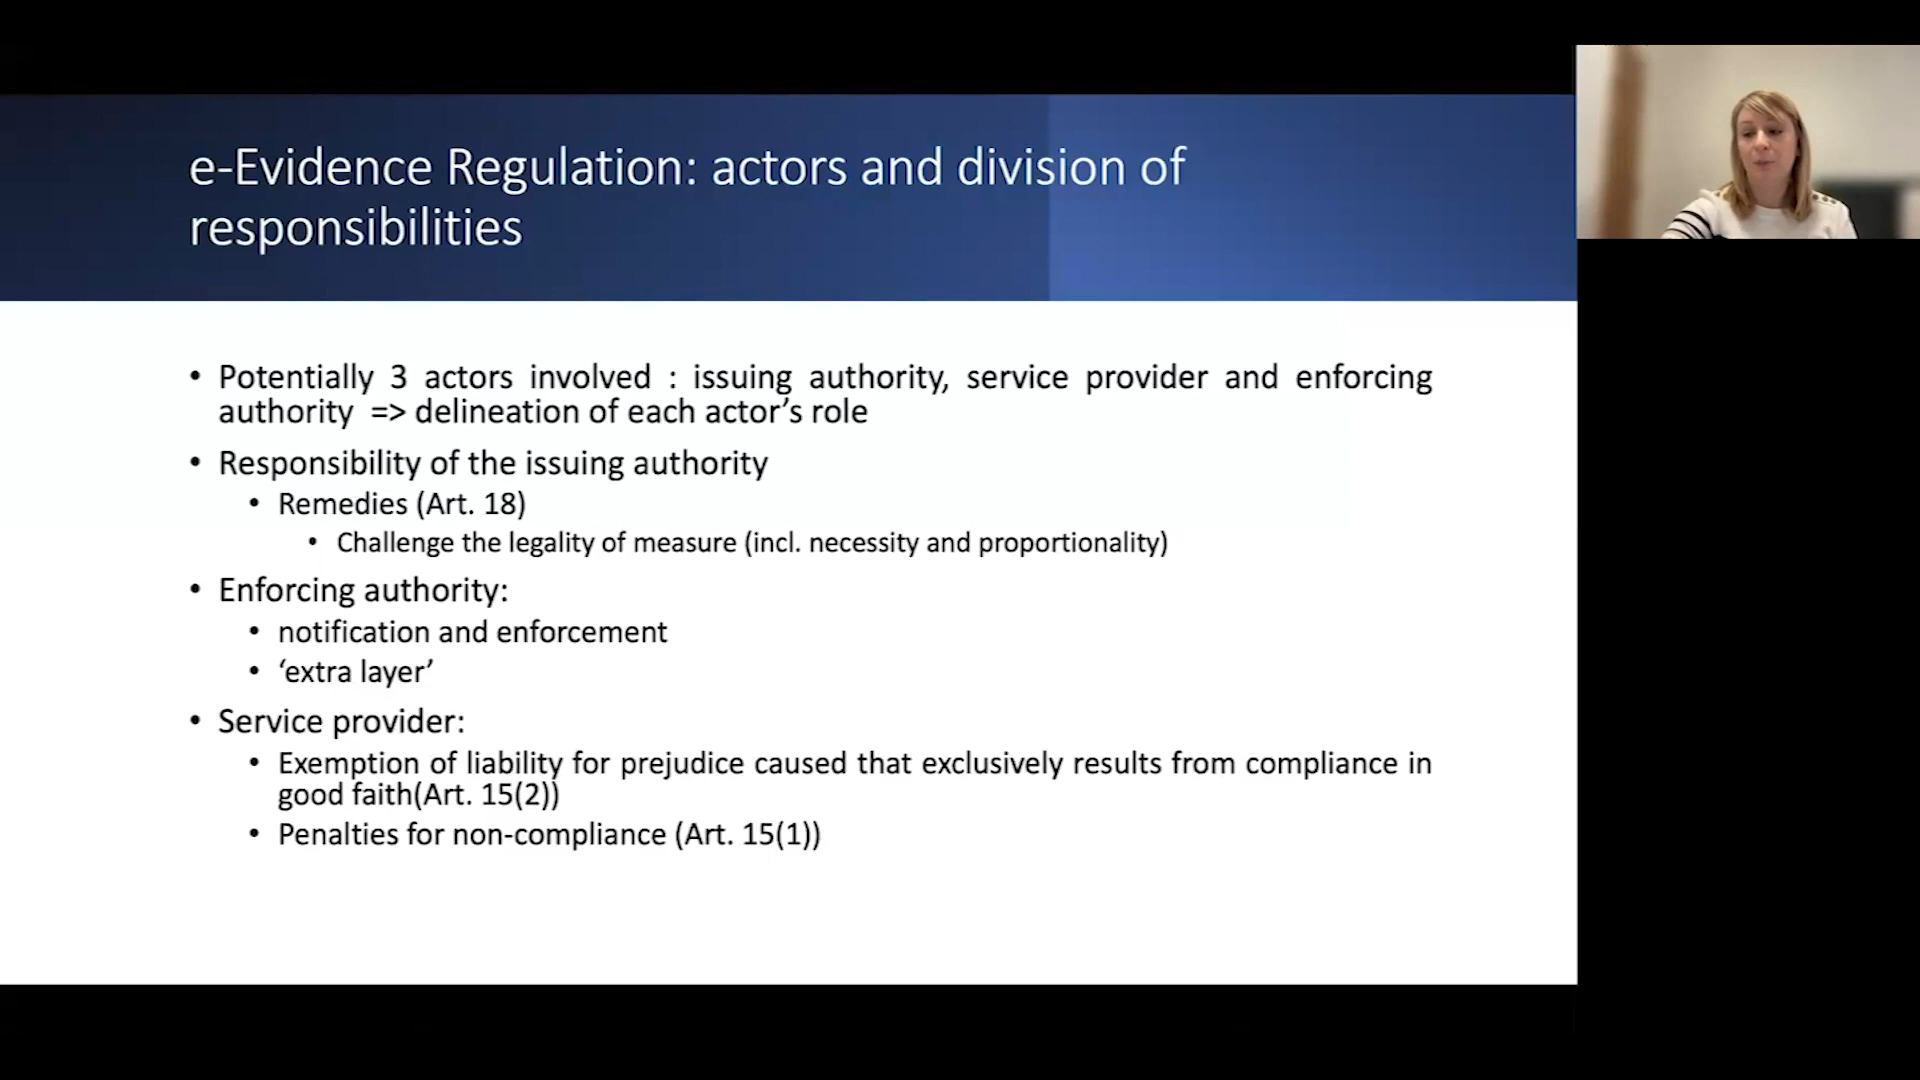 e-Evidence Regulation: actors and division of
responsibilities
• Potentially 3 actors involved : issuing authority, service provider and enforcing
authority => delineation of each actor’s role
• Responsibility of the issuing authority
• Remedies (Art. 18)
• Challenge the legality of measure (incl. necessity and proportionality)
• Enforcing authority:
• notification and enforcement
• ‘extra layer’
• Service provider:
• Exemption of liability for prejudice caused that exclusively results from compliance in
good faith(Art. 15(2))
• Penalties for non-compliance (Art. 15(1))